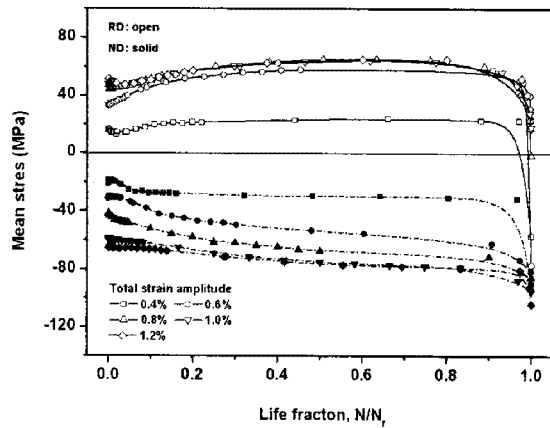 RD: open
ND: solid
Mean stres (MPa)
80
40
0
-40
-80
-120
Total strain amplitude
0.4% 0.6%
0.8% 1.0%
1.2%
0.0 0.2 0.4 0.6 0.8 1.0
Life fracton, N/Nf